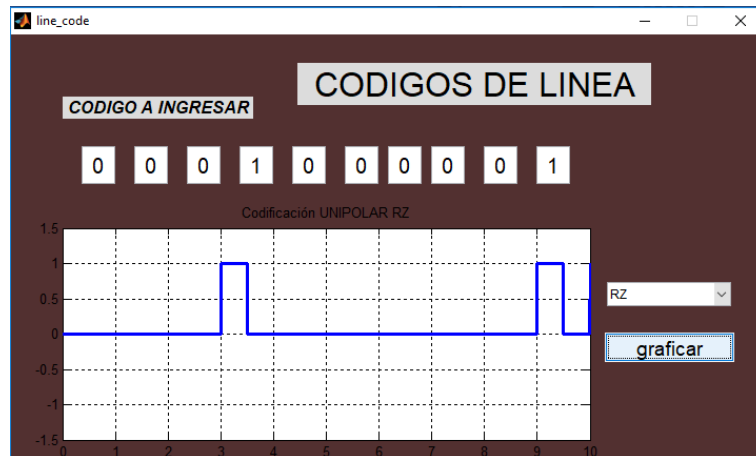 line_code
CODIGOS DE LINEA
CODIGO A INGRESAR
0 0 0 1 0 0 0 0 0 1
Codificación UNIPOLAR RZ
1.5
1
0.5
0
-0.5
-1
-1.5
0 1 2 3 4 5 6 7 8 9 10
RZ
graficar